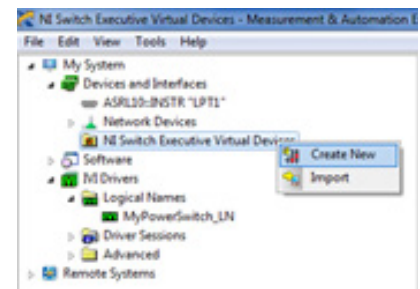 NI Switch Executive Virtual Devices - Measurement & Automation E
File Edit View Tools Help
My System
Devices and Interfaces
ASRL10::INSTR "LPT1"
Network Devices
NI Switch Executive Virtual Devices
Create New
Software
Import
IVI Drivers
Logical Names
MyPowerSwitch_LN
Driver Sessions
Advanced
Remote Systems